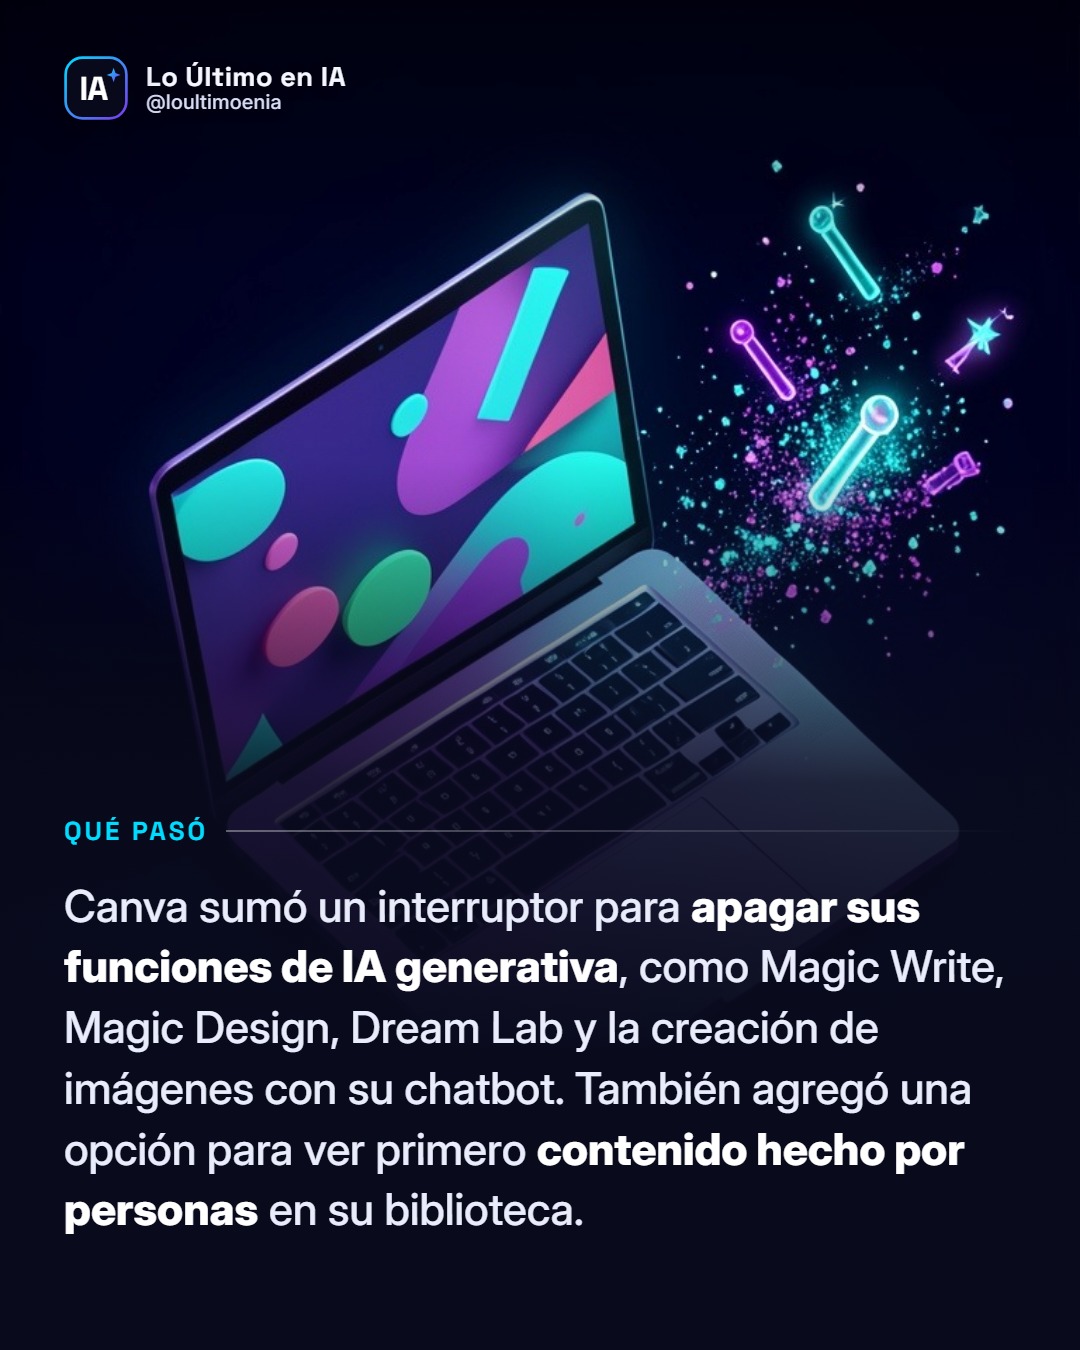 IA
Lo Último en IA
@loultimoenia
QUÉ PASÓ
Canva sumó un interruptor para apagar sus
funciones de IA generativa, como Magic Write,
Magic Design, Dream Lab y la creación de
imágenes con su chatbot. También agregó una
opción para ver primero contenido hecho por
personas en su biblioteca.